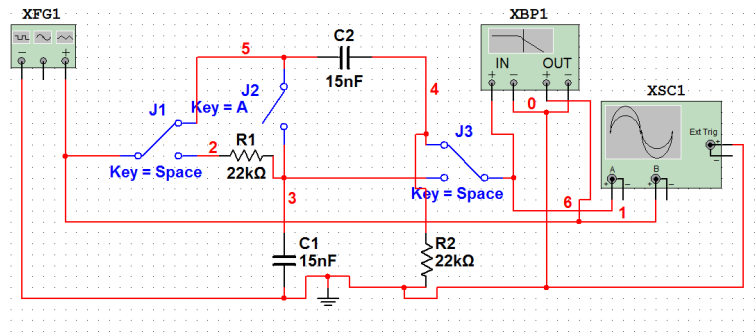 XFG1
C2
XBP1
5
IN OUT
15nF
J2
4
XSC1
Key = A
0
J1
J3
Ext Trig
R1
2
Key = Space
22kΩ
A
B
Key = Space
3
6
1
C1
15nF
R2
22kΩ